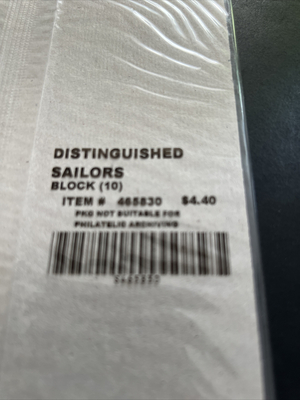 DISTINGUISHED
SAILORS
BLOCK (10)
ITEM # 465830 $4.40
PKG NOT SUITABLE FOR
PHILATELIC ARCHIVING